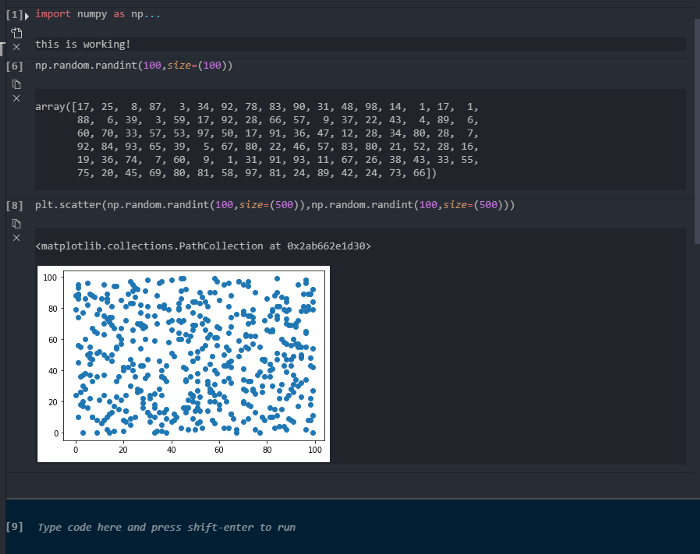 [1] import numpy as np...
this is working!
[6] np.random.randint(100,size=(100))
array([17, 25,  8, 87,  3, 34, 92, 78, 83, 90, 31, 48, 98, 14,  1, 17,  1,
88,  6, 39,  3, 59, 17, 92, 28, 66, 57,  9, 37, 22, 43,  4, 89,  6,
60, 70, 33, 57, 53, 97, 50, 17, 91, 36, 47, 12, 28, 34, 80, 28,  7,
92, 84, 93, 65, 39,  5, 67, 80, 22, 46, 57, 83, 80, 21, 52, 28, 16,
19, 36, 74,  7, 60,  9,  1, 31, 91, 93, 11, 67, 26, 38, 43, 33, 55,
75, 20, 45, 69, 80, 81, 58, 97, 81, 24, 89, 42, 24, 73, 66])
[8] plt.scatter(np.random.randint(100,size=(500)),np.random.randint(100,size=(500)))
<matplotlib.collections.PathCollection at 0x2ab662e1d30>
100
80
60
40
20
0
0 20 40 60 80 100
[9] Type code here and press shift-enter to run